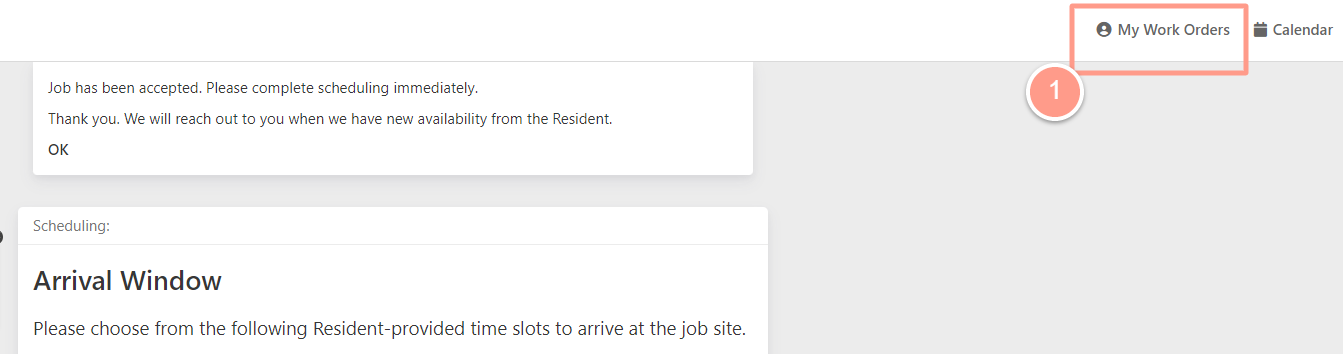 My Work Orders Calendar
1
Job has been accepted. Please complete scheduling immediately.
Thank you. We will reach out to you when we have new availability from the Resident.
OK
Scheduling:
Arrival Window
Please choose from the following Resident-provided time slots to arrive at the job site.